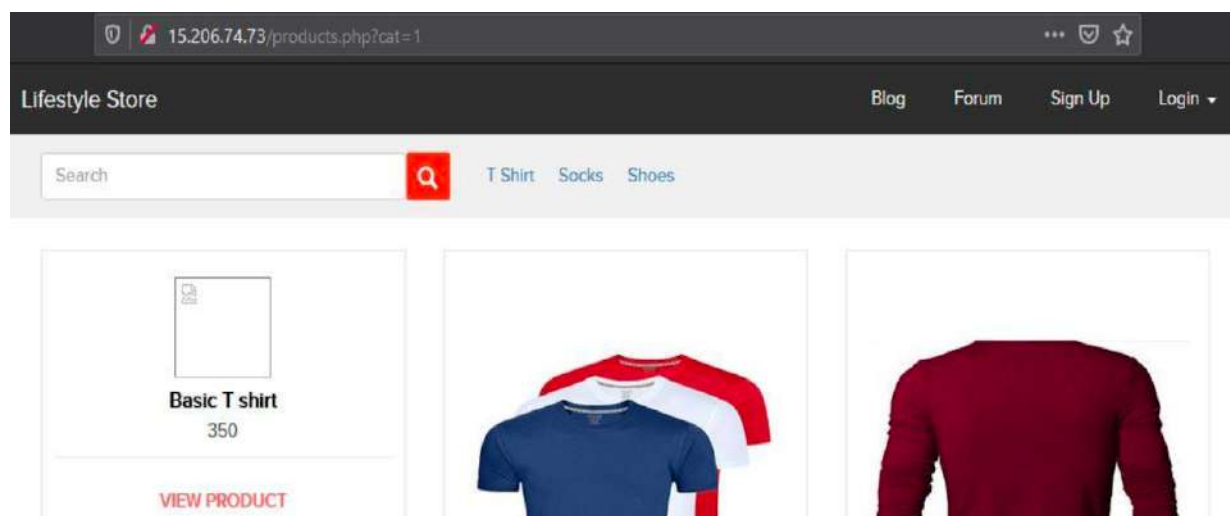 15.206.74.73/products.php?cat=1
Lifestyle Store
Blog
Forum
Sign Up
Login
Search
T Shirt
Socks
Shoes
Basic T shirt
350
VIEW PRODUCT